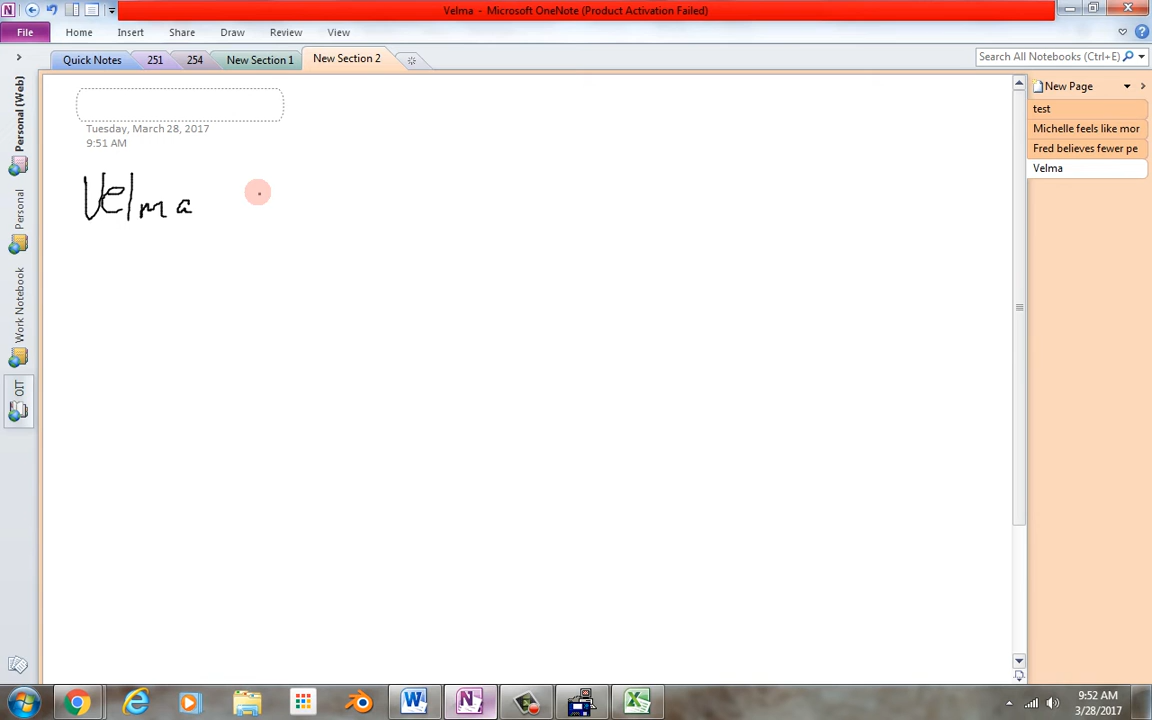 Velma - Microsoft OneNote (Product Activation Failed)
File Home Insert Share Draw Review View
Quick Notes 251 254 New Section 1 New Section 2
Search All Notebooks (Ctrl+E)
New Page
test
Michelle feels like mor
Fred believes fewer pe
Velma
Personal (Web)
Personal
Work Notebook
OIT
Tuesday, March 28, 2017
9:51 AM
Velma
9:52 AM
3/28/2017